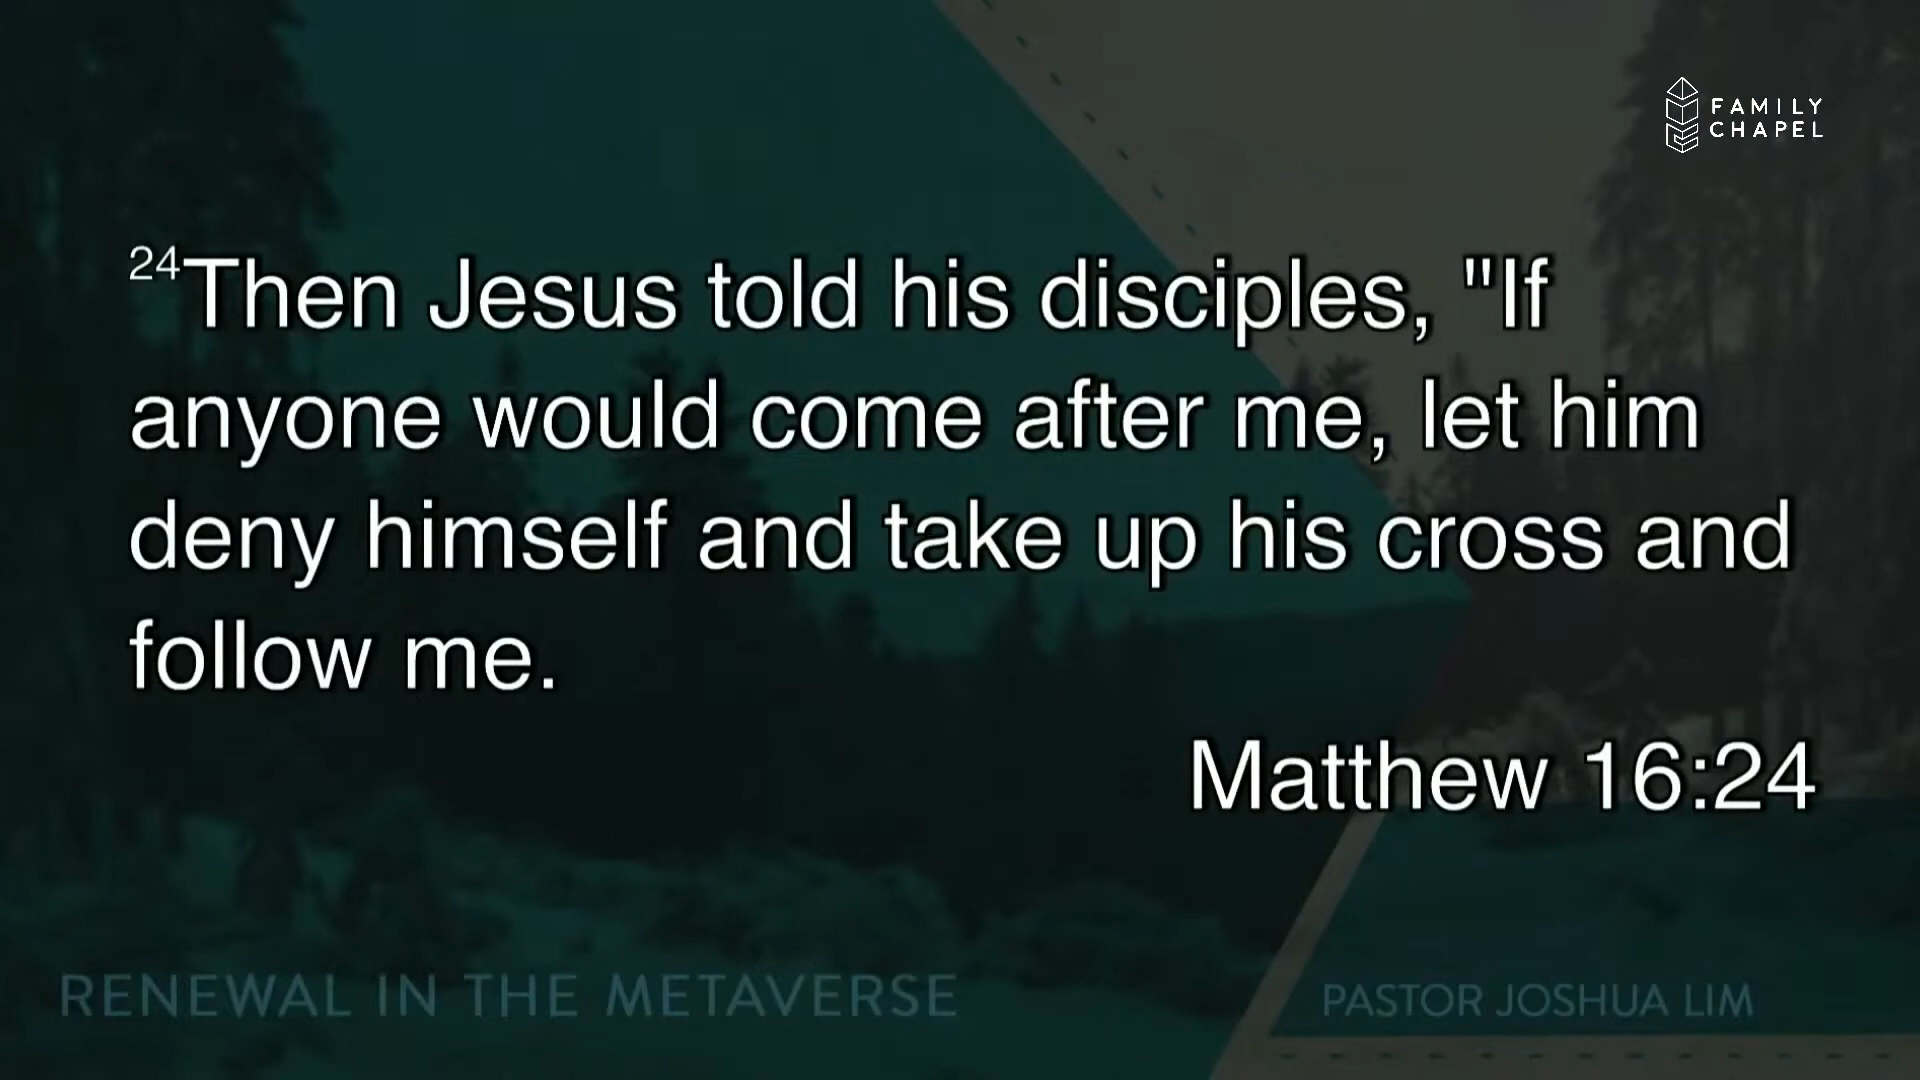 FAMILY
CHAPEL
24Then Jesus told his disciples, "If
anyone would come after me, let him
deny himself and take up his cross and
follow me.
Matthew 16:24
RENEWAL IN THE METAVERSE
PASTOR JOSHUA LIM